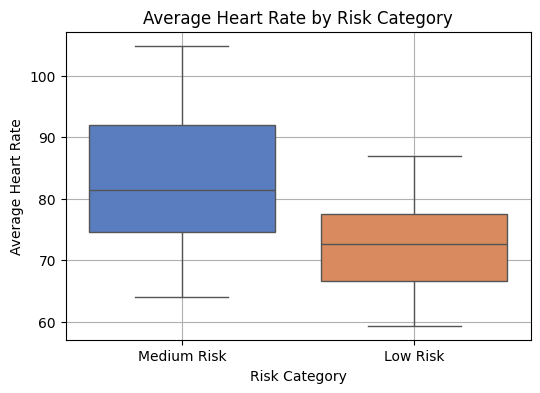 Average Heart Rate by Risk Category
Average Heart Rate
100
90
80
70
60
Medium Risk
Low Risk
Risk Category